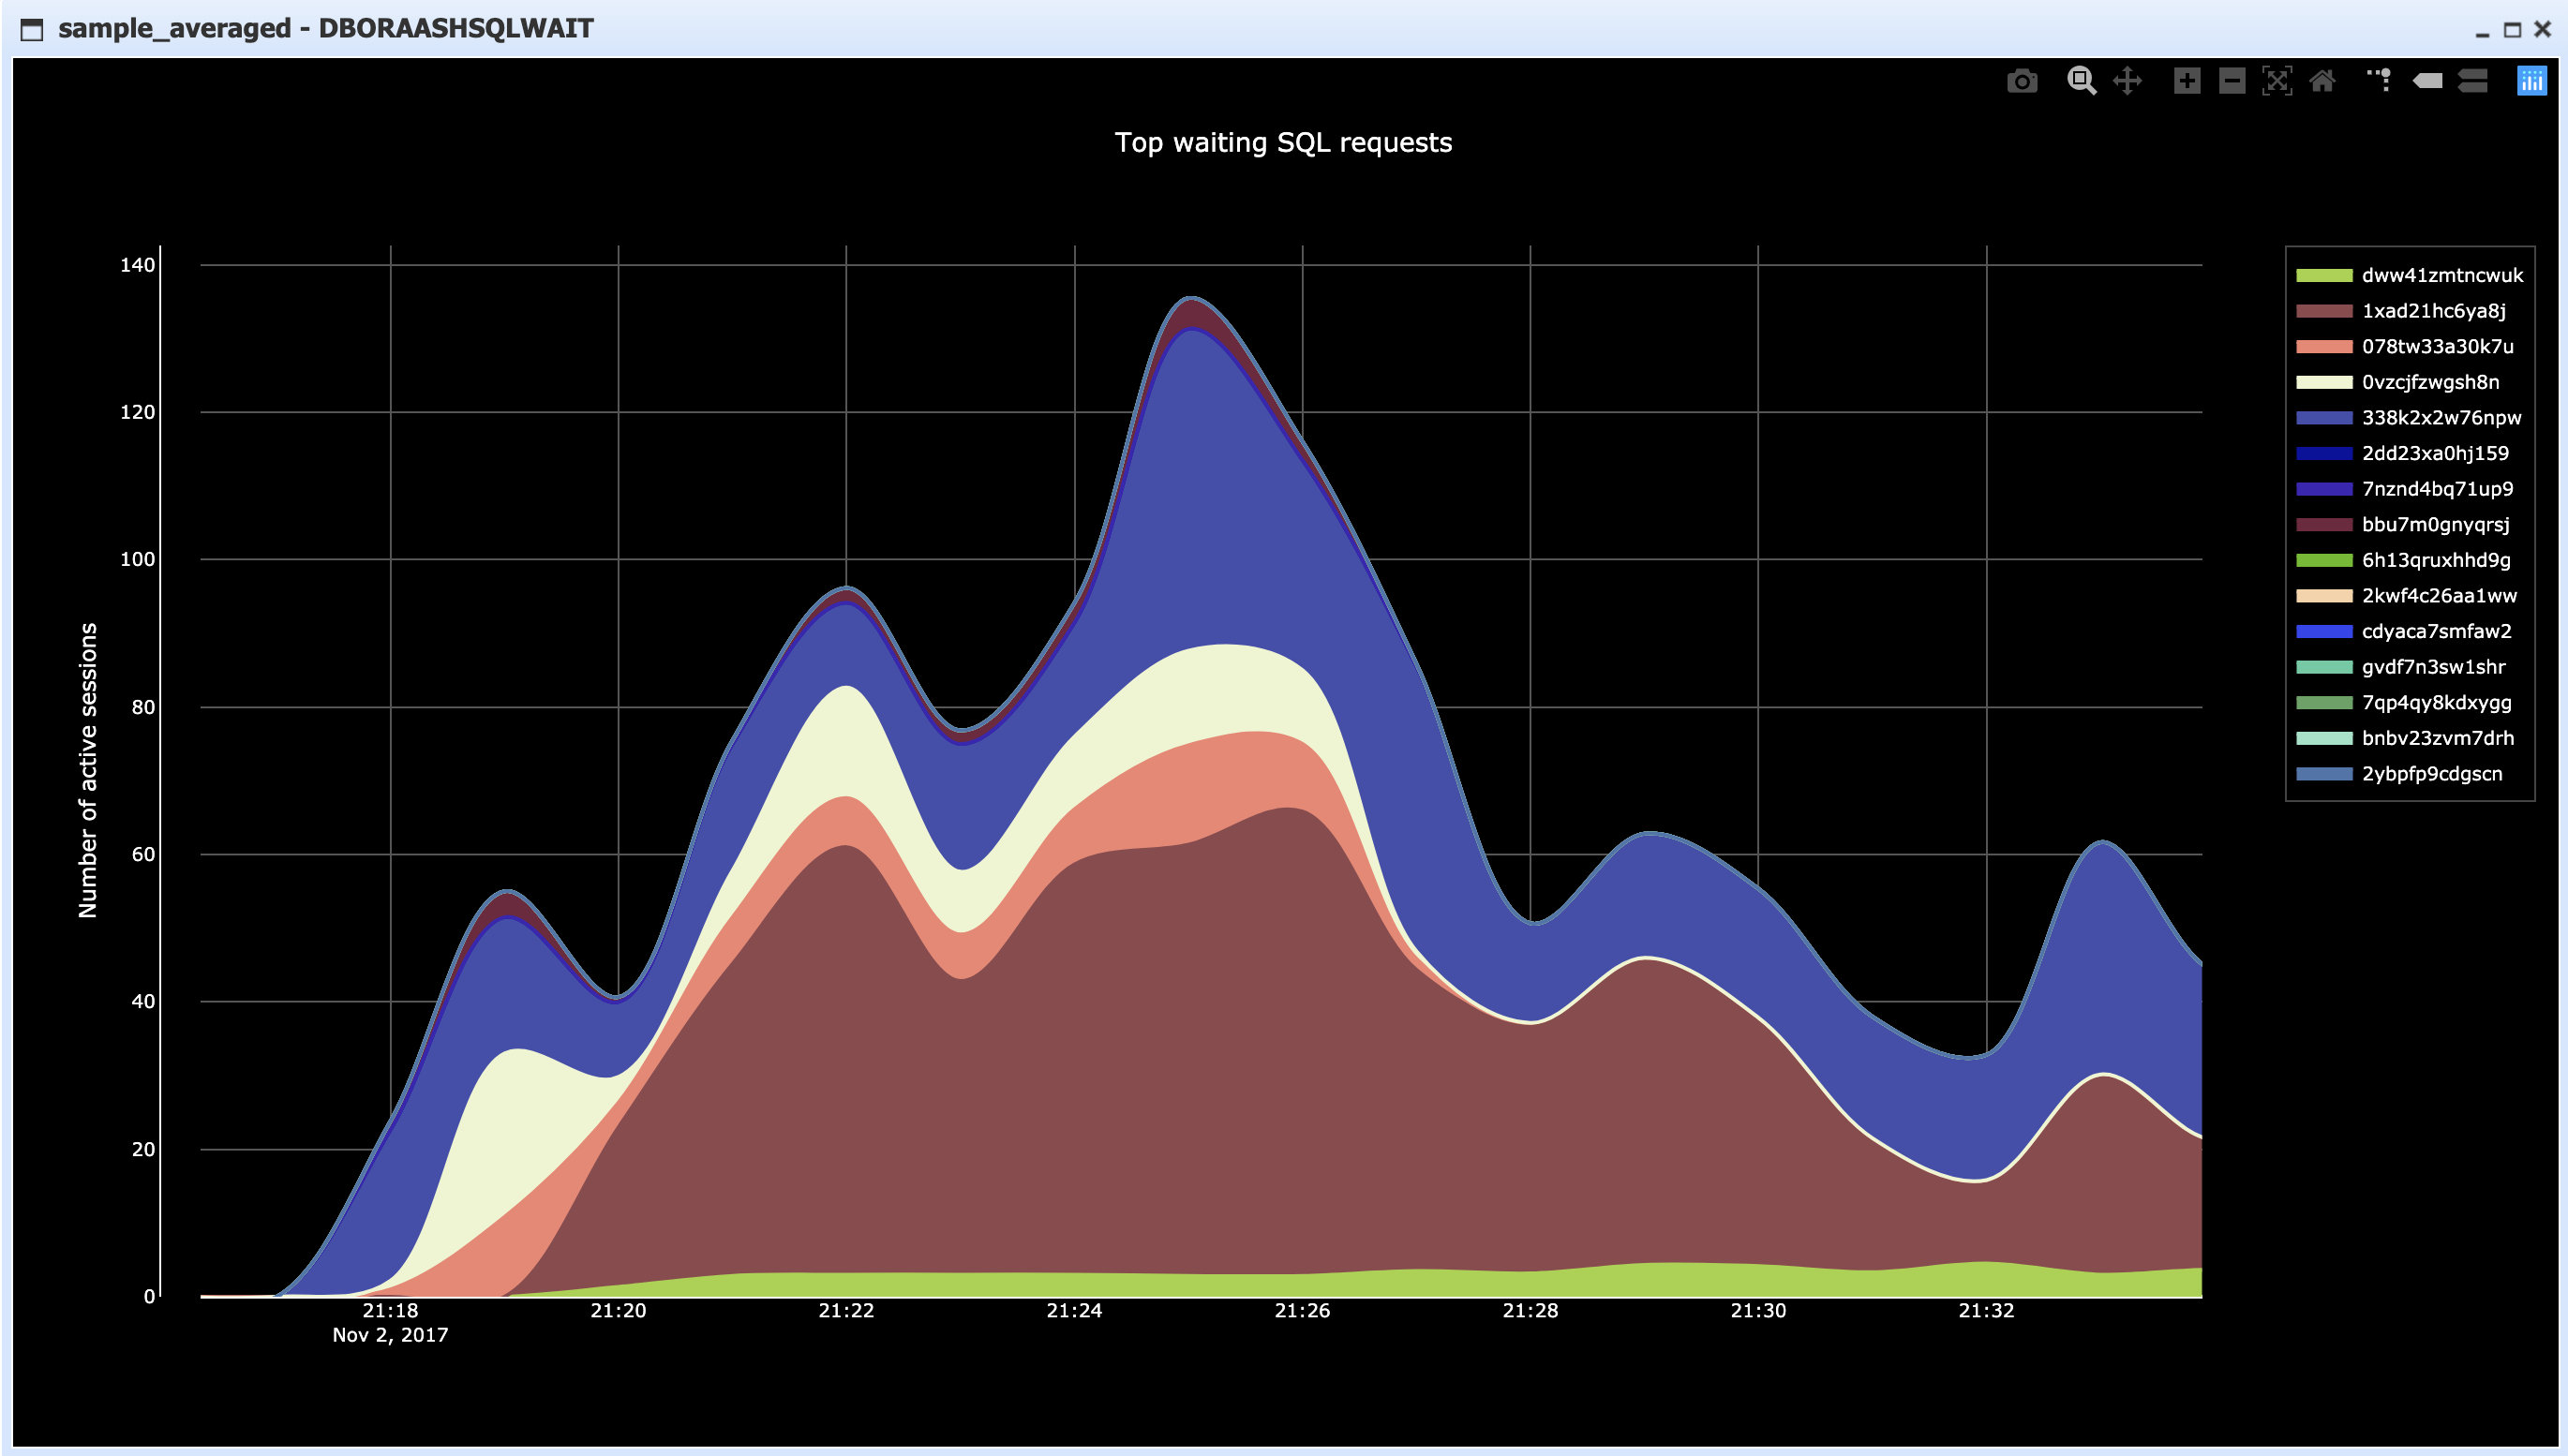 sample_averaged - DBORAASHSQLWAIT
Top waiting SQL requests
140
120
100
80
60
40
20
0
Number of active sessions
21:18
21:20
21:22
21:24
21:26
21:28
21:30
21:32
Nov 2, 2017
dww41zmtncwuk
1xad21hc6ya8j
078tw33a30k7u
0vzcjfzwgsh8n
338k2x2w76npw
2dd23xa0hj159
7nznd4bq71up9
bbu7m0gnyqrsj
6h13qruxhhd9g
2kwf4c26aa1ww
cdyaca7smfaw2
gvdf7n3sw1shr
7qp4qy8kdxygg
bnbv23zvm7drh
2ybpfp9cdgscn